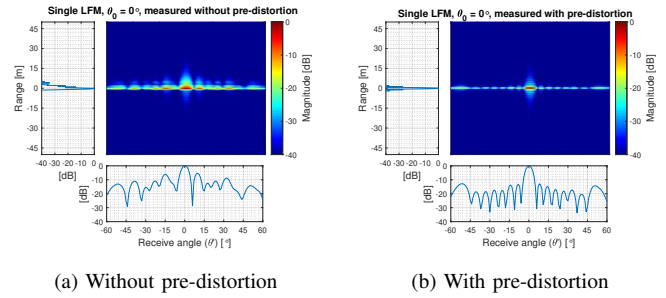 Single LFM, θ₀ = 0°, measured without pre-distortion
Range [m]
45
30
15
0
-15
-30
-45
-40 -30 -20 -10 0
[dB]
0
-10
-20
-30
-40
Magnitude [dB]
[dB]
0
-10
-20
-30
-40
-60 -45 -30 -15 0 15 30 45 60
Receive angle (θ') [°]
(a) Without pre-distortion
Single LFM, θ₀ = 0°, measured with pre-distortion
Range [m]
45
30
15
0
-15
-30
-45
-40 -30 -20 -10 0
[dB]
0
-10
-20
-30
-40
Magnitude [dB]
[dB]
0
-10
-20
-30
-40
-60 -45 -30 -15 0 15 30 45 60
Receive angle (θ') [°]
(b) With pre-distortion